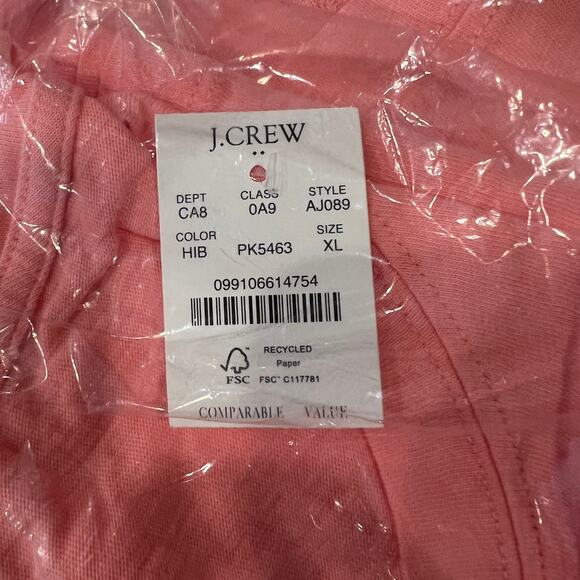 J.CREW
DEPT CLASS STYLE
CA8 0A9 AJ089
COLOR SIZE
HIB PK5463 XL
099106614754
RECYCLED
Paper
FSC FSC™ C117781
COMPARABLE VALUE